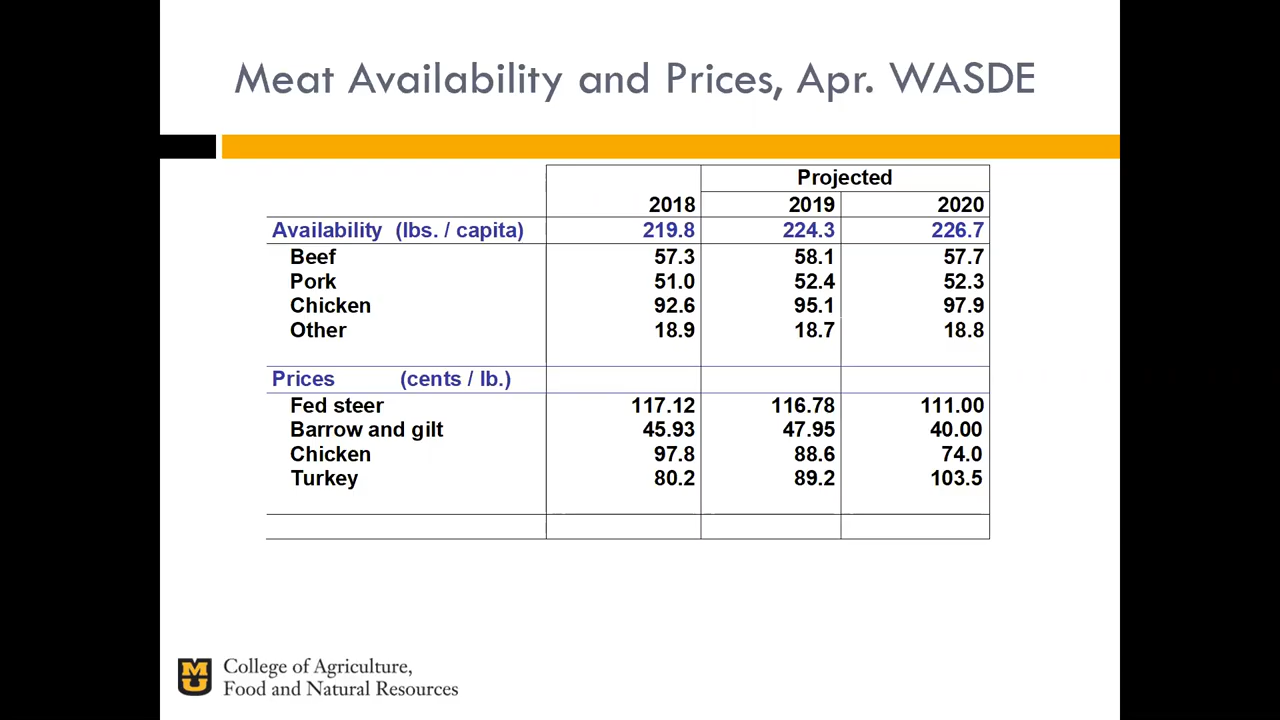 Meat Availability and Prices, Apr. WASDE
Projected
2018 2019 2020
Availability (lbs. / capita) 219.8 224.3 226.7
Beef 57.3 58.1 57.7
Pork 51.0 52.4 52.3
Chicken 92.6 95.1 97.9
Other 18.9 18.7 18.8
Prices (cents / lb.)
Fed steer 117.12 116.78 111.00
Barrow and gilt 45.93 47.95 40.00
Chicken 97.8 88.6 74.0
Turkey 80.2 89.2 103.5
MU College of Agriculture,
Food and Natural Resources